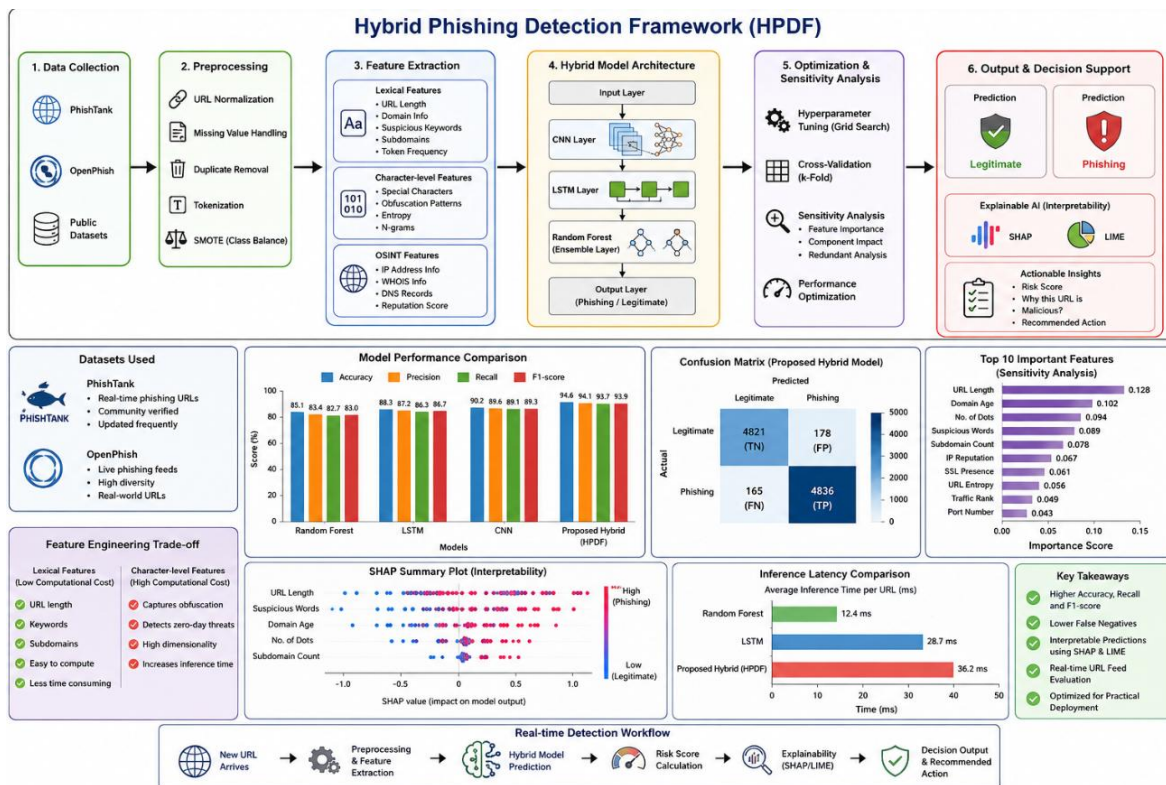 Hybrid Phishing Detection Framework (HPDF)
1. Data Collection
PhishTank
OpenPhish
Public
Datasets
2. Preprocessing
URL Normalization
Missing Value Handling
Duplicate Removal
T
Tokenization
SMOTE (Class Balance)
3. Feature Extraction
Lexical Features
Aa
• URL Length
• Domain Info
• Suspicious Keywords
• Subdomains
• Token Frequency
Character-level Features
101
010
• Special Characters
• Obfuscation Patterns
• Entropy
• N-grams
OSINT Features
• IP Address Info
• WHOIS Info
• DNS Records
• Reputation Score
4. Hybrid Model Architecture
Input Layer
CNN Layer
LSTM Layer
Random Forest
(Ensemble Layer)
Output Layer
(Phishing / Legitimate)
5. Optimization &
Sensitivity Analysis
Hyperparameter
Tuning (Grid Search)
Cross-Validation
(k-Fold)
Sensitivity Analysis
• Feature Importance
• Component Impact
• Redundant Analysis
Performance
Optimization
6. Output & Decision Support
Prediction
Legitimate
Prediction
Phishing
Explainable AI (Interpretability)
SHAP
LIME
Actionable Insights
• Risk Score
• Why this URL is
• Malicious?
• Recommended Action
Datasets Used
PHISHTANK
PhishTank
• Real-time phishing URLs
• Community verified
• Updated frequently
OpenPhish
• Live phishing feeds
• High diversity
• Real-world URLs
Model Performance Comparison
Accuracy Precision Recall F1-score
Score (%)
100
80
60
40
20
0
85.1 83.4 82.7 83.0
88.3 87.2 86.3 86.7
90.2 89.6 89.1 89.3
94.6 94.1 93.7 93.9
Random Forest
LSTM
CNN
Proposed Hybrid
(HPDF)
Models
Confusion Matrix (Proposed Hybrid Model)
Predicted
Legitimate Phishing
Actual
Legitimate
4821
(TN)
178
(FP)
Phishing
165
(FN)
4836
(TP)
5000
4000
3000
2000
1000
0
Top 10 Important Features
(Sensitivity Analysis)
URL Length 0.128
Domain Age 0.102
No. of Dots 0.094
Suspicious Words 0.089
Subdomain Count 0.078
IP Reputation 0.067
SSL Presence 0.061
URL Entropy 0.056
Traffic Rank 0.049
Port Number 0.043
0.00 0.05 0.10 0.15
Importance Score
Feature Engineering Trade-off
Lexical Features
(Low Computational Cost)
URL length
Keywords
Subdomains
Easy to compute
Less time consuming
Character-level Features
(High Computational Cost)
Captures obfuscation
Detects zero-day threats
High dimensionality
Increases inference time
SHAP Summary Plot (Interpretability)
URL Length
Suspicious Words
Domain Age
No. of Dots
Subdomain Count
-1.0 -0.5 0 0.5 1.0
SHAP value (impact on model output)
High
(Phishing)
Low
(Legitimate)
Inference Latency Comparison
Average Inference Time per URL (ms)
Random Forest 12.4 ms
LSTM 28.7 ms
Proposed Hybrid (HPDF) 36.2 ms
0 10 20 30 40 50
Time (ms)
Key Takeaways
Higher Accuracy, Recall
and F1-score
Lower False Negatives
Interpretable Predictions
using SHAP & LIME
Real-time URL Feed
Evaluation
Optimized for Practical
Deployment
Real-time Detection Workflow
New URL
Arrives
Preprocessing
& Feature
Extraction
Hybrid Model
Prediction
Risk Score
Calculation
Explainability
(SHAP/LIME)
Decision Output
& Recommended
Action